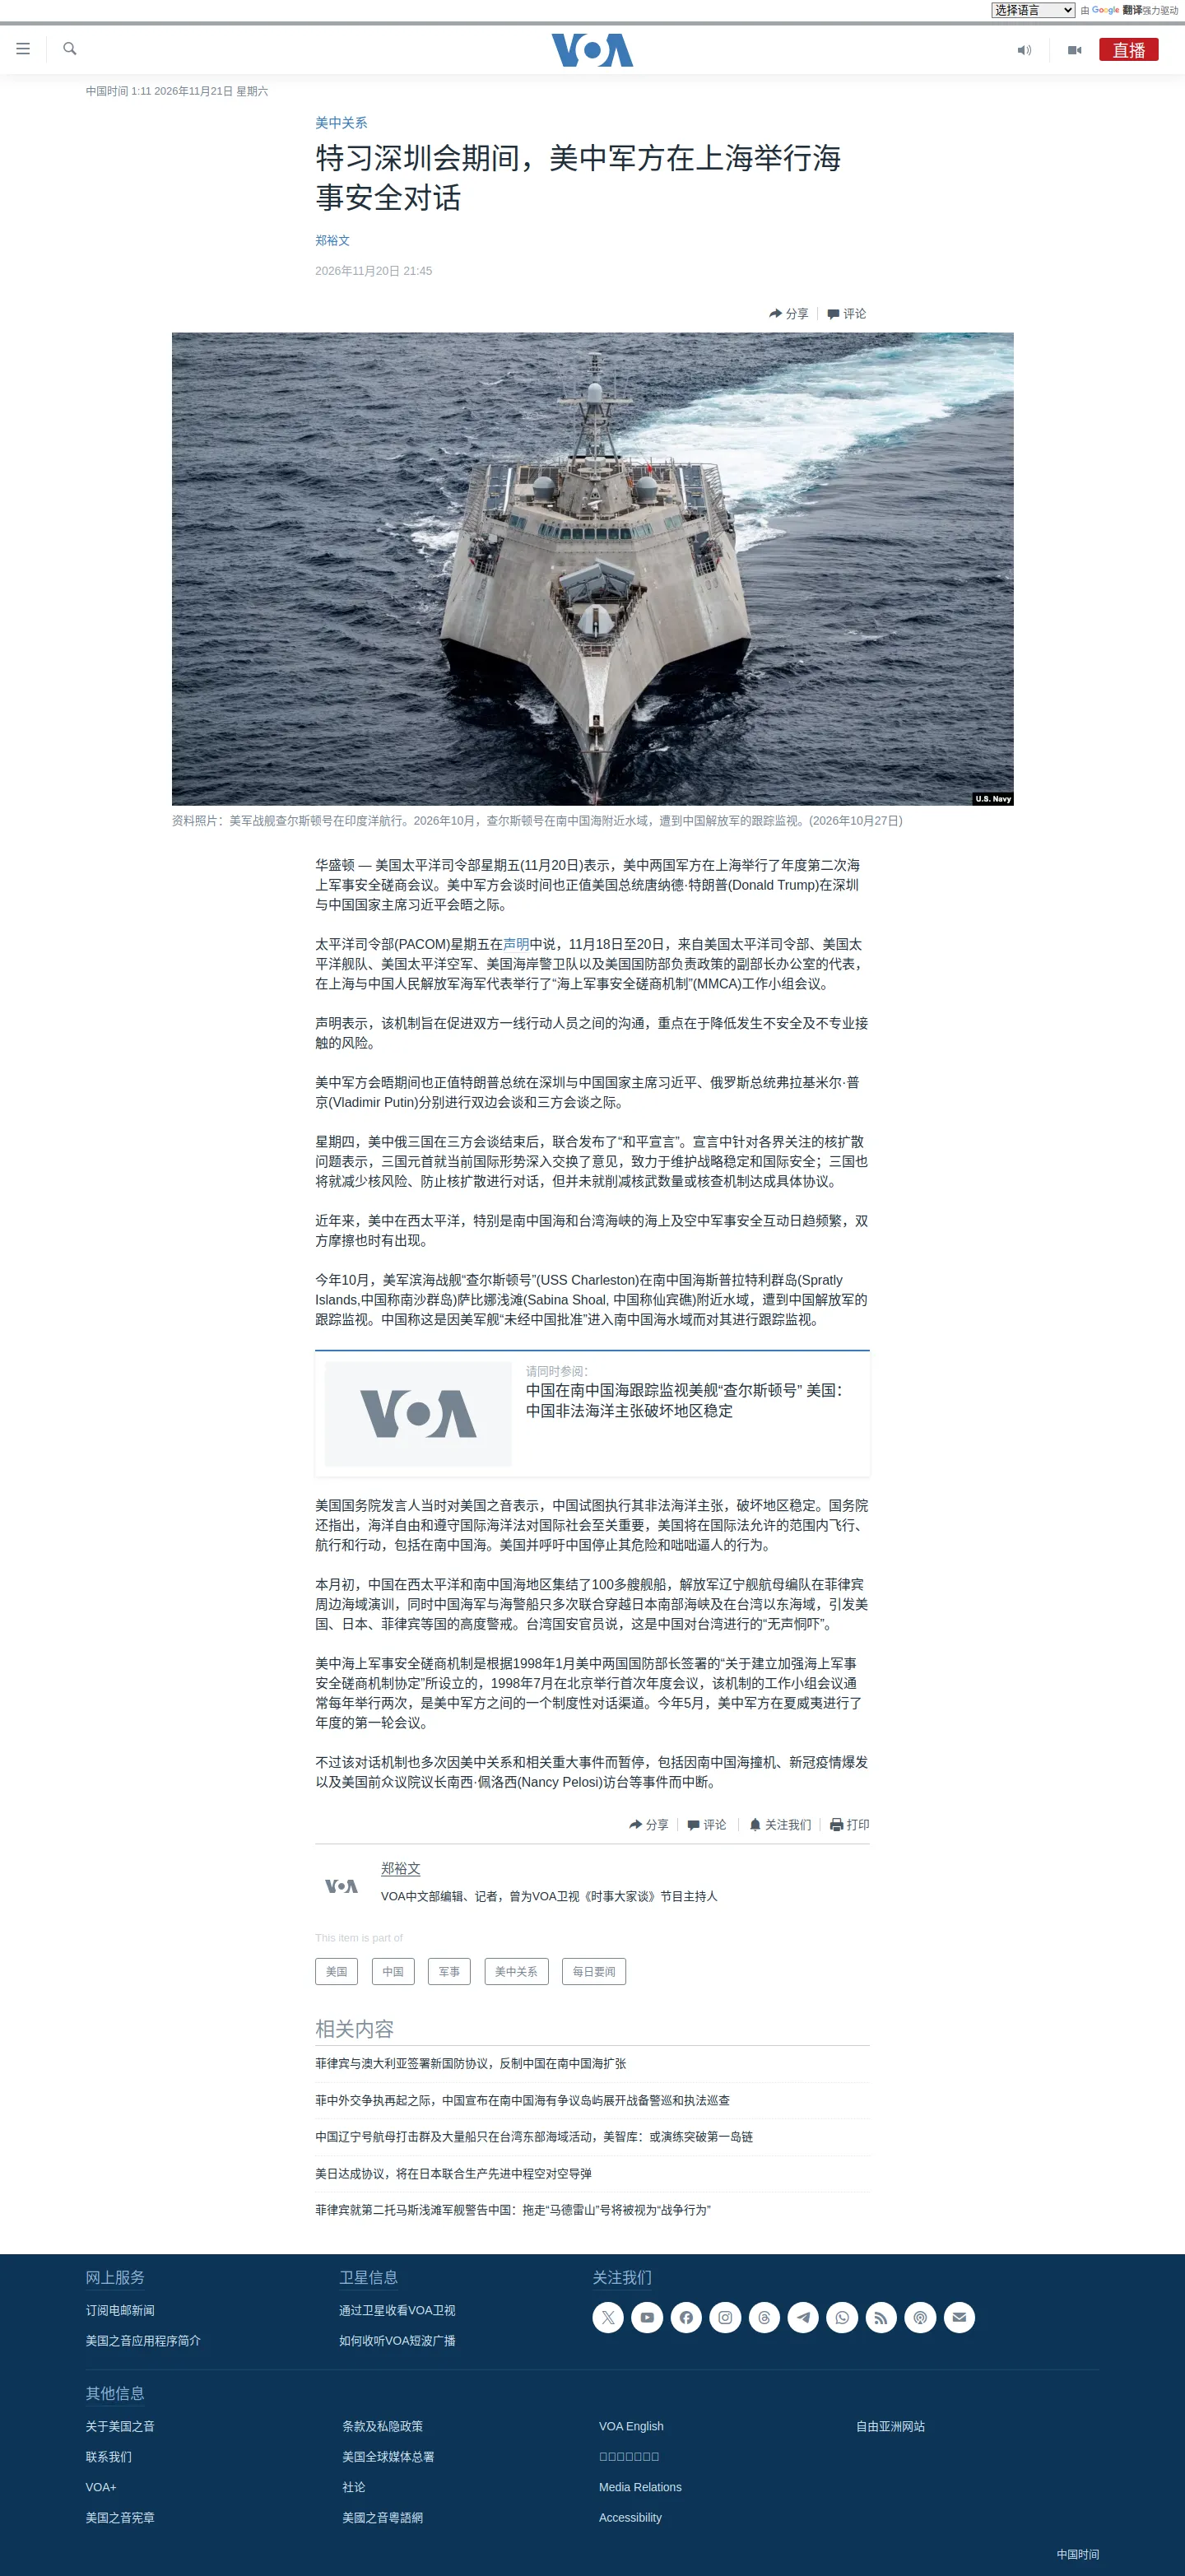 选择语言 由 Google 翻译强力驱动
VOA
直播
中国时间 1:11 2026年11月21日 星期六
美中关系
特习深圳会期间，美中军方在上海举行海
事安全对话
郑裕文
2026年11月20日 21:45
分享 评论
U.S. Navy
资料照片：美军战舰查尔斯顿号在印度洋航行。2026年10月，查尔斯顿号在南中国海附近水域，遭到中国解放军的跟踪监视。(2026年10月27日)
华盛顿 — 美国太平洋司令部星期五(11月20日)表示，美中两国军方在上海举行了年度第二次海
上军事安全磋商会议。美中军方会谈时间也正值美国总统唐纳德·特朗普(Donald Trump)在深圳
与中国国家主席习近平会晤之际。
太平洋司令部(PACOM)星期五在声明中说，11月18日至20日，来自美国太平洋司令部、美国太
平洋舰队、美国太平洋空军、美国海岸警卫队以及美国国防部负责政策的副部长办公室的代表，
在上海与中国人民解放军海军代表举行了“海上军事安全磋商机制”(MMCA)工作小组会议。
声明表示，该机制旨在促进双方一线行动人员之间的沟通，重点在于降低发生不安全及不专业接
触的风险。
美中军方会晤期间也正值特朗普总统在深圳与中国国家主席习近平、俄罗斯总统弗拉基米尔·普
京(Vladimir Putin)分别进行双边会谈和三方会谈之际。
星期四，美中俄三国在三方会谈结束后，联合发布了“和平宣言”。宣言中针对各界关注的核扩散
问题表示，三国元首就当前国际形势深入交换了意见，致力于维护战略稳定和国际安全；三国也
将就减少核风险、防止核扩散进行对话，但并未就削减核武数量或核查机制达成具体协议。
近年来，美中在西太平洋，特别是南中国海和台湾海峡的海上及空中军事安全互动日趋频繁，双
方摩擦也时有出现。
今年10月，美军滨海战舰“查尔斯顿号”(USS Charleston)在南中国海斯普拉特利群岛(Spratly
Islands,中国称南沙群岛)萨比娜浅滩(Sabina Shoal, 中国称仙宾礁)附近水域，遭到中国解放军的
跟踪监视。中国称这是因美军舰“未经中国批准”进入南中国海水域而对其进行跟踪监视。
VOA
请同时参阅：
中国在南中国海跟踪监视美舰“查尔斯顿号” 美国：
中国非法海洋主张破坏地区稳定
美国国务院发言人当时对美国之音表示，中国试图执行其非法海洋主张，破坏地区稳定。国务院
还指出，海洋自由和遵守国际海洋法对国际社会至关重要，美国将在国际法允许的范围内飞行、
航行和行动，包括在南中国海。美国并呼吁中国停止其危险和咄咄逼人的行为。
本月初，中国在西太平洋和南中国海地区集结了100多艘舰船，解放军辽宁舰航母编队在菲律宾
周边海域演训，同时中国海军与海警船只多次联合穿越日本南部海峡及在台湾以东海域，引发美
国、日本、菲律宾等国的高度警戒。台湾国安官员说，这是中国对台湾进行的“无声恫吓”。
美中海上军事安全磋商机制是根据1998年1月美中两国国防部长签署的“关于建立加强海上军事
安全磋商机制协定”所设立的，1998年7月在北京举行首次年度会议，该机制的工作小组会议通
常每年举行两次，是美中军方之间的一个制度性对话渠道。今年5月，美中军方在夏威夷进行了
年度的第一轮会议。
不过该对话机制也多次因美中关系和相关重大事件而暂停，包括因南中国海撞机、新冠疫情爆发
以及美国前众议院议长南西·佩洛西(Nancy Pelosi)访台等事件而中断。
分享 评论 关注我们 打印
VOA
郑裕文
VOA中文部编辑、记者，曾为VOA卫视《时事大家谈》节目主持人
This item is part of
美国 中国 军事 美中关系 每日要闻
相关内容
菲律宾与澳大利亚签署新国防协议，反制中国在南中国海扩张
菲中外交争执再起之际，中国宣布在南中国海有争议岛屿展开战备警巡和执法巡查
中国辽宁号航母打击群及大量船只在台湾东部海域活动，美智库：或演练突破第一岛链
美日达成协议，将在日本联合生产先进中程空对空导弹
菲律宾就第二托马斯浅滩军舰警告中国：拖走“马德雷山”号将被视为“战争行为”
网上服务 卫星信息 关注我们
订阅电邮新闻 通过卫星收看VOA卫视
美国之音应用程序简介 如何收听VOA短波广播
其他信息
关于美国之音 条款及私隐政策 VOA English 自由亚洲网站
联系我们 美国全球媒体总署
VOA+ 社论 Media Relations
美国之音宪章 美國之音粵語網 Accessibility
中国时间